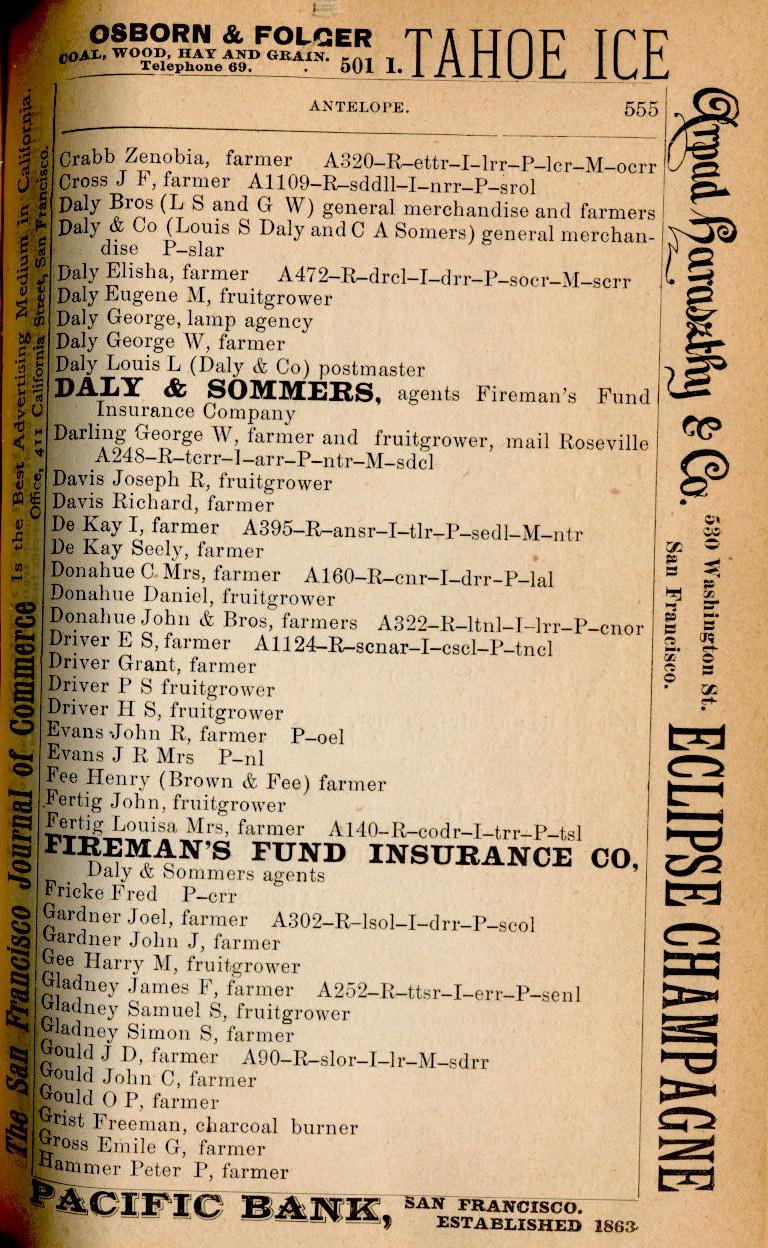 OSBORN & FOLGER
COAL, WOOD, HAY AND GRAIN.
Telephone 69. 501 I.
TAHOE ICE
ANTELOPE. 555
Crabb Zenobia, farmer A320–R–ettr–I–lrr–P–lcr–M–ocrr
Cross J F, farmer A1109–R–sddll–I–nrr–P–srol
Daly Bros (L S and G W) general merchandise and farmers
Daly & Co (Louis S Daly and C A Somers) general merchan-
dise P–slar
Daly Elisha, farmer A472–R–drcl–I–drr–P–socr–M–scrr
Daly Eugene M, fruitgrower
Daly George, lamp agency
Daly George W, farmer
Daly Louis L (Daly & Co) postmaster
DALY & SOMMERS, agents Fireman's Fund
Insurance Company
Darling George W, farmer and fruitgrower, mail Roseville
A248–R–tcrr–I–arr–P–ntr–M–sdcl
Davis Joseph R, fruitgrower
Davis Richard, farmer
De Kay I, farmer A395–R–ansr–I–tlr–P–sedl–M–ntr
De Kay Seely, farmer
Donahue C Mrs, farmer A160–R–cnr–I–drr–P–lal
Donahue Daniel, fruitgrower
Donahue John & Bros, farmers A322–R–ltnl–I–lrr–P–cnor
Driver E S, farmer A1124–R–scnar–I–cscl–P–tncl
Driver Grant, farmer
Driver P S fruitgrower
Driver H S, fruitgrower
Evans John R, farmer P–oel
Evans J R Mrs P–nl
Fee Henry (Brown & Fee) farmer
Fertig John, fruitgrower
Fertig Louisa Mrs, farmer A140–R–codr–I–trr–P–tsl
FIREMAN'S FUND INSURANCE CO,
Daly & Sommers agents
Fricke Fred P–crr
Gardner Joel, farmer A302–R–lsol–I–drr–P–scol
Gardner John J, farmer
Gee Harry M, fruitgrower
Gladney James F, farmer A252–R–ttsr–I–err–P–senl
Gladney Samuel S, fruitgrower
Gladney Simon S, farmer
Gould J D, farmer A90–R–slor–I–lr–M–sdrr
Gould John C, farmer
Gould O P, farmer
Grist Freeman, charcoal burner
Gross Emile G, farmer
Hammer Peter P, farmer
PACIFIC BANK, SAN FRANCISCO.
ESTABLISHED 1863.
The San Francisco Journal of Commerce Is the Best Advertising Medium in California.
Office, 411 California Street, San Francisco.
Arpad Haraszthy & Co. 530 Washington St.
San Francisco.
ECLIPSE CHAMPAGNE